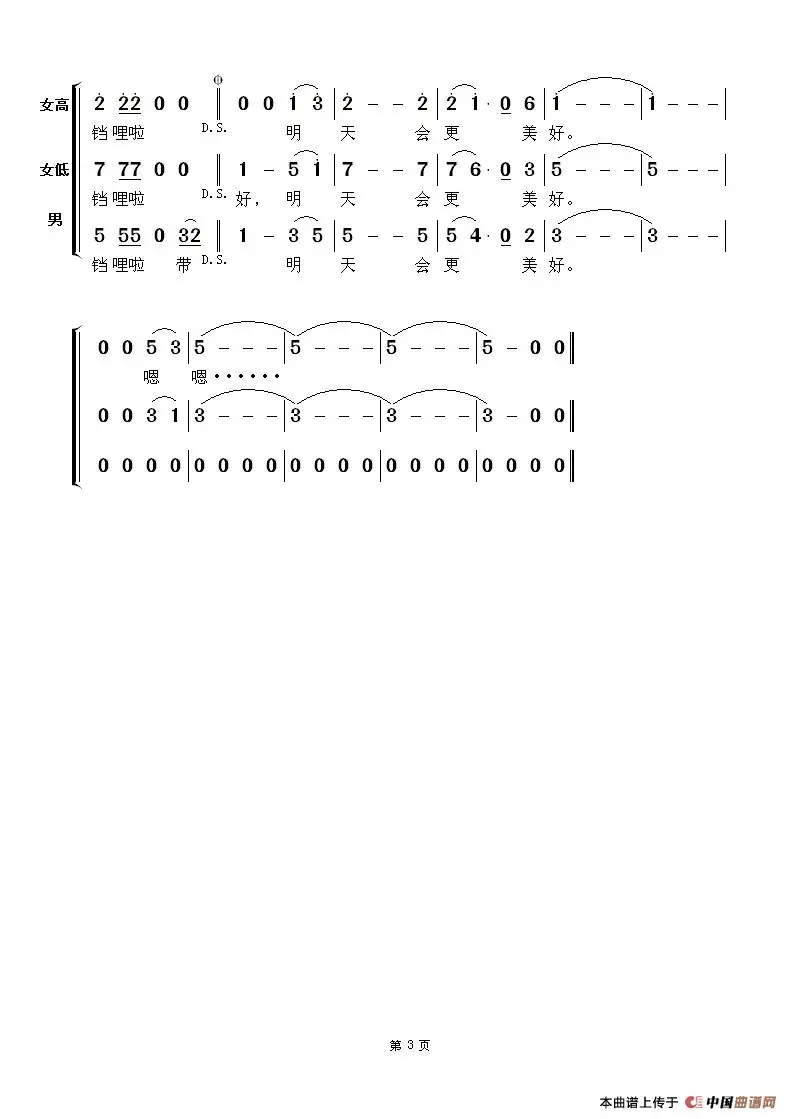 女高 2 22 0 0 0 0 1 3 2 - - 2 2 1· 0 6 1 - - - 1 - - -
铛哩啦 D.S. 明 天 会 更 美 好。
女低 7 77 0 0 1 - 5 1 7 - - 7 7 6· 0 3 5 - - - 5 - - -
铛哩啦 D.S. 好， 明 天 会 更 美 好。
男 5 55 0 32 1 - 3 5 5 - - 5 5 4· 0 2 3 - - - 3 - - -
铛哩啦 带 D.S. 明 天 会 更 美 好。
0 0 5 3 5 - - - 5 - - - 5 - - - 5 - 0 0
嗯 嗯······
0 0 3 1 3 - - - 3 - - - 3 - - - 3 - 0 0
0 0 0 0 0 0 0 0 0 0 0 0 0 0 0 0 0 0 0 0
第 3 页
本曲谱上传于 中国曲谱网